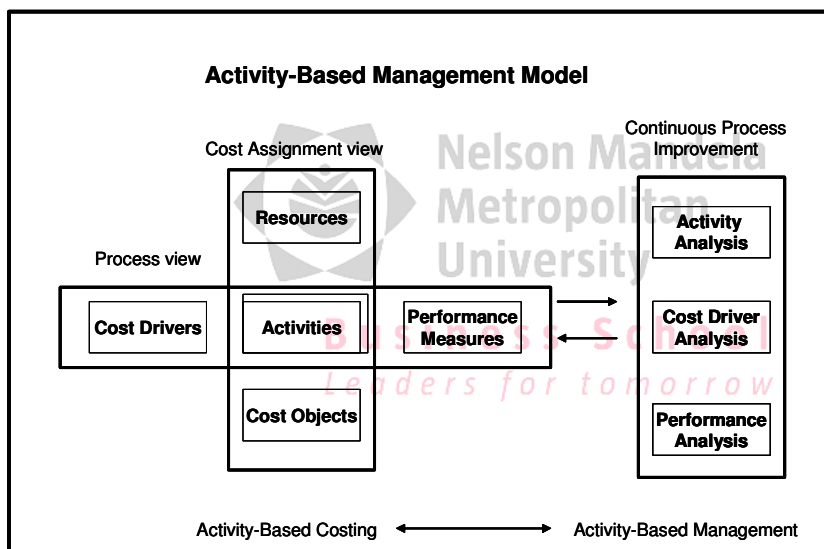 Activity-Based Management Model
Continuous Process
Improvement
Cost Assignment view
Nelson Mandela
Metropolitan
University
Resources
Activity
Analysis
Process view
Cost Drivers
Activities
Performance
Measures
Cost Driver
Analysis
Business School
Leaders for tomorrow
Cost Objects
Performance
Analysis
Activity-Based Costing
Activity-Based Management